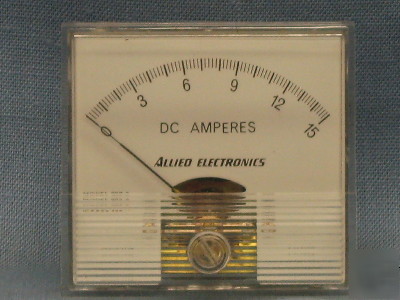 0 3 6 9 12 15
DC AMPERES
ALLIED ELECTRONICS